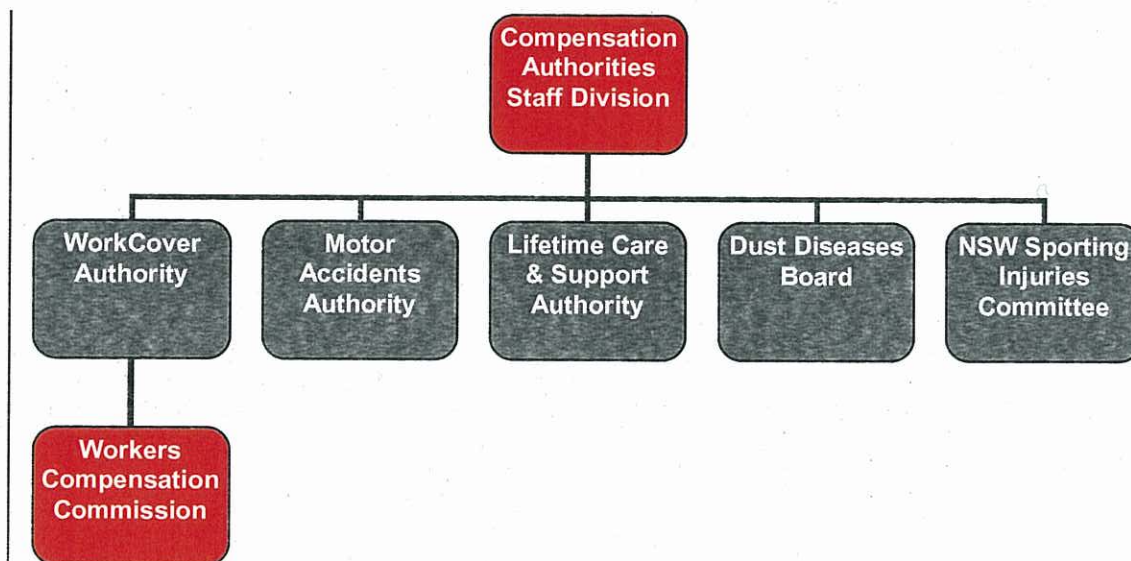 Compensation
Authorities
Staff Division
WorkCover
Authority
Motor
Accidents
Authority
Lifetime Care
& Support
Authority
Dust Diseases
Board
NSW Sporting
Injuries
Committee
Workers
Compensation
Commission